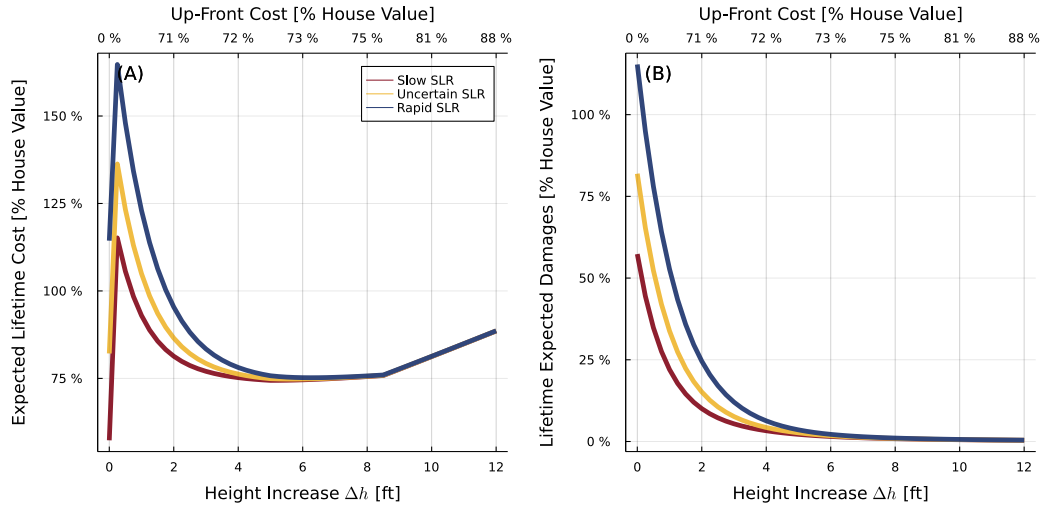 Up-Front Cost [% House Value]
0 % 71 % 72 % 73 % 75 % 81 % 88 %
(A)
Slow SLR
Uncertain SLR
Rapid SLR
Expected Lifetime Cost [% House Value]
150 %
125 %
100 %
75 %
0 2 4 6 8 10 12
Height Increase Δh [ft]
Up-Front Cost [% House Value]
0 % 71 % 72 % 73 % 75 % 81 % 88 %
(B)
Lifetime Expected Damages [% House Value]
100 %
75 %
50 %
25 %
0 %
0 2 4 6 8 10 12
Height Increase Δh [ft]